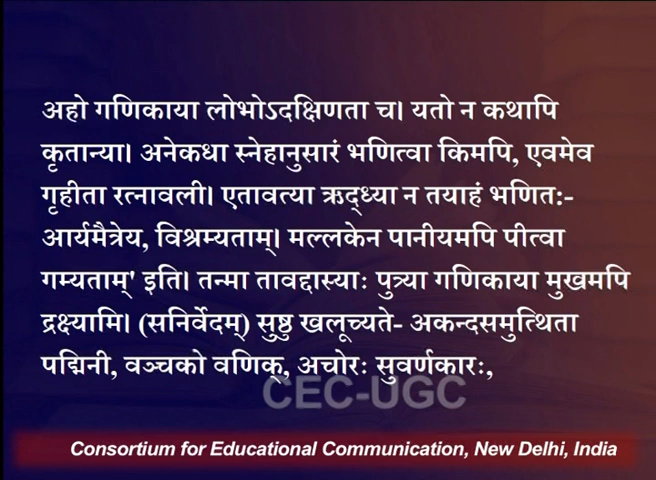 अहो गणिकाया लोभोऽदक्षिणता च। यतो न कथापि
कृतान्या। अनेकधा स्नेहानुसारं भणित्वा किमपि, एवमेव
गृहीता रत्नावली। एतावत्या ऋद्ध्या न तयाहं भणित:-
आर्यमैत्रेय, विश्रम्यताम्। मल्लकेन पानीयमपि पीत्वा
गम्यताम्' इति। तन्मा तावद्दास्याः पुत्र्या गणिकाया मुखमपि
द्रक्ष्यामि। (सनिर्वेदम्) सुष्ठु खलूच्यते- अकन्दसमुत्थिता
पद्मिनी, वञ्चको वणिक्, अचोरः सुवर्णकारः,
CEC-UGC
Consortium for Educational Communication, New Delhi, India